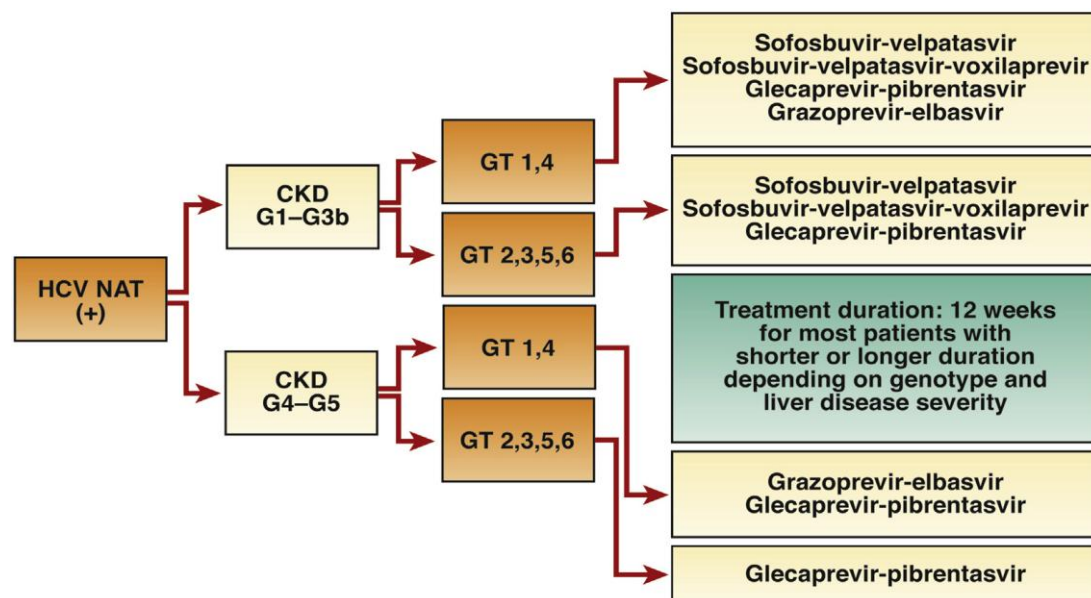 HCV NAT
(+)
CKD
G1–G3b
CKD
G4–G5
GT 1,4
GT 2,3,5,6
GT 1,4
GT 2,3,5,6
Sofosbuvir-velpatasvir
Sofosbuvir-velpatasvir-voxilaprevir
Glecaprevir-pibrentasvir
Grazoprevir-elbasvir
Sofosbuvir-velpatasvir
Sofosbuvir-velpatasvir-voxilaprevir
Glecaprevir-pibrentasvir
Treatment duration: 12 weeks
for most patients with
shorter or longer duration
depending on genotype and
liver disease severity
Grazoprevir-elbasvir
Glecaprevir-pibrentasvir
Glecaprevir-pibrentasvir